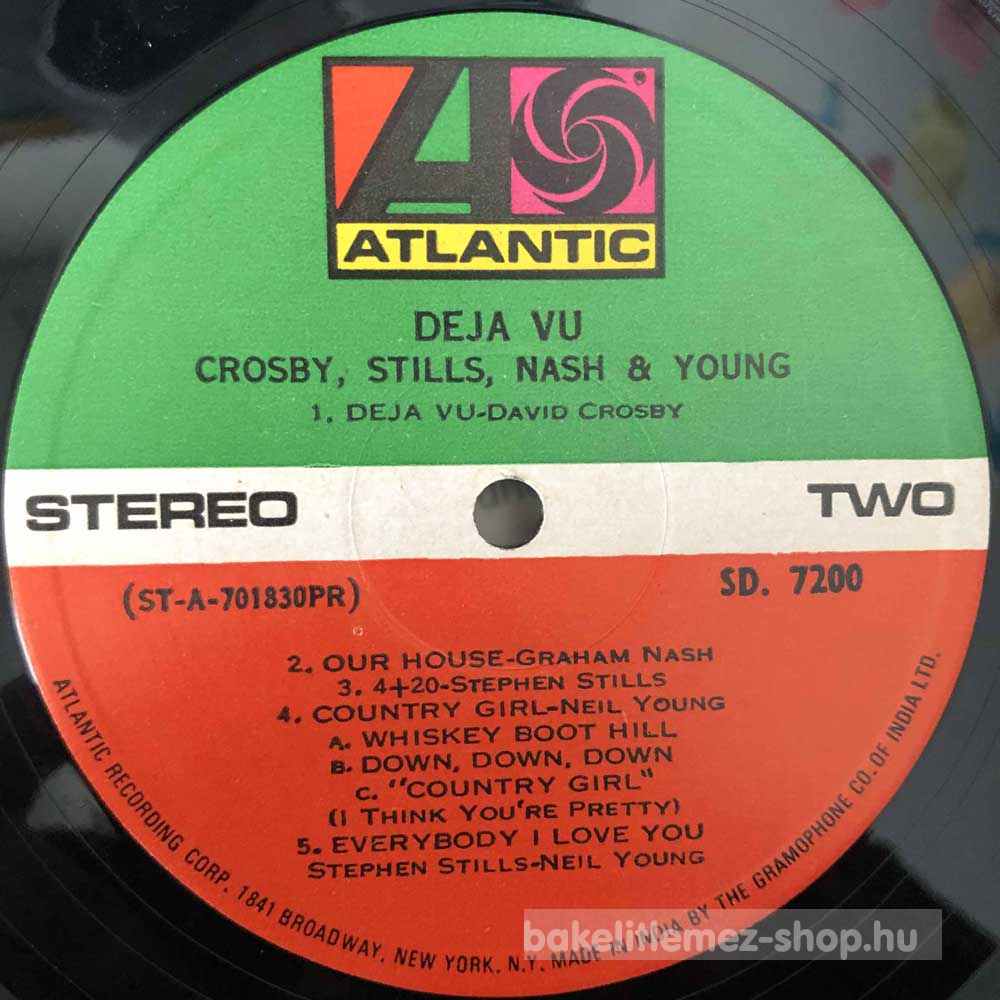 ATLANTIC
DEJA VU
CROSBY, STILLS, NASH & YOUNG
1. DEJA VU-DAVID CROSBY
STEREO
TWO
(ST-A-701830PR)
SD. 7200
2. OUR HOUSE-GRAHAM NASH
3. 4+20-STEPHEN STILLS
4. COUNTRY GIRL-NEIL YOUNG
A. WHISKEY BOOT HILL
B. DOWN, DOWN, DOWN
C. "COUNTRY GIRL"
(I THINK YOU'RE PRETTY)
5. EVERYBODY I LOVE YOU
STEPHEN STILLS-NEIL YOUNG
ATLANTIC RECORDING CORP. 1841 BROADWAY, NEW YORK, N.Y. MADE IN INDIA BY THE GRAMOPHONE CO. OF INDIA LTD.
bakelitlemez-shop.hu